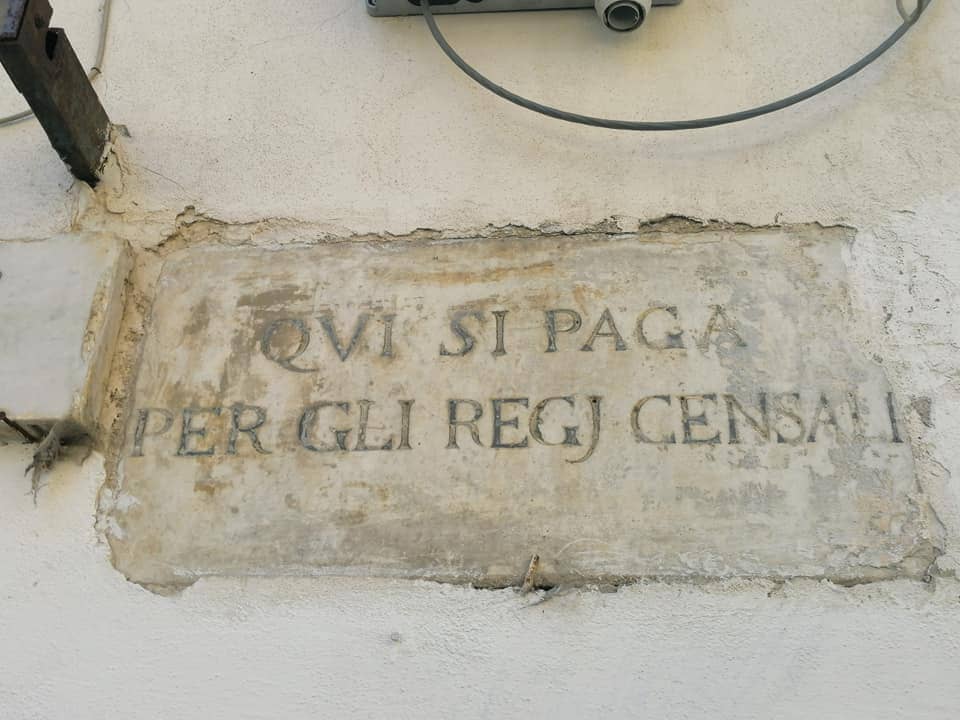 QVI SI PAGA
PER GLI REGJ CENSALI